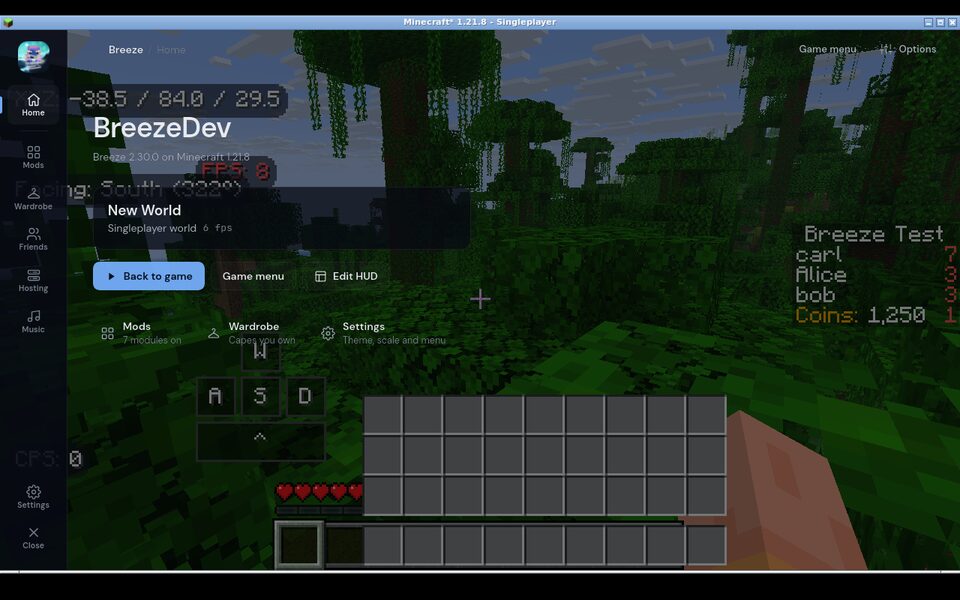 Minecraft* 1.21.8 - Singleplayer
Breeze / Home
Game menu
Options
Home
-38.5 / 84.0 / 29.5
BreezeDev
Breeze 2.30.0 on Minecraft 1.21.8
FPS: 8
Mods
Facing: South (322°)
Wardrobe
New World
Singleplayer world 6 fps
Friends
Hosting
Music
Back to game
Game menu
Edit HUD
Mods
7 modules on
Wardrobe
Capes you own
Settings
Theme, scale and menu
Breeze Test
carl 7
Alice 3
bob 3
Coins: 1,250 1
W
A S D
^
CPS: 0
Settings
Close